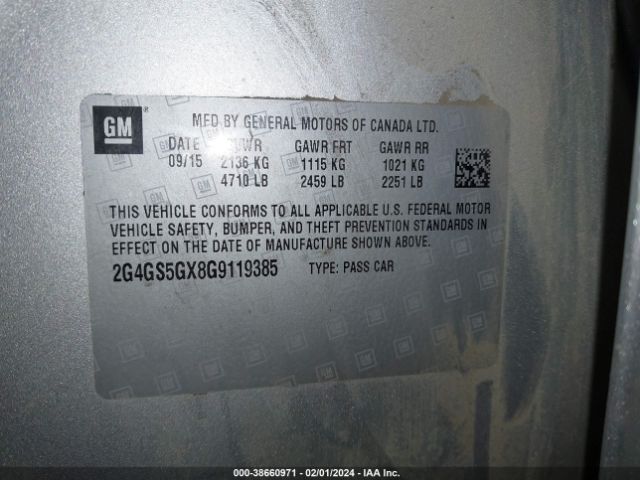 GM
MFD BY GENERAL MOTORS OF CANADA LTD.
DATE GVWR GAWR FRT GAWR RR
09/15 2136 KG 1115 KG 1021 KG
4710 LB 2459 LB 2251 LB
THIS VEHICLE CONFORMS TO ALL APPLICABLE U.S. FEDERAL MOTOR
VEHICLE SAFETY, BUMPER, AND THEFT PREVENTION STANDARDS IN
EFFECT ON THE DATE OF MANUFACTURE SHOWN ABOVE.
2G4GS5GX8G9119385 TYPE: PASS CAR
000-38660971 - 02/01/2024 - IAA Inc.